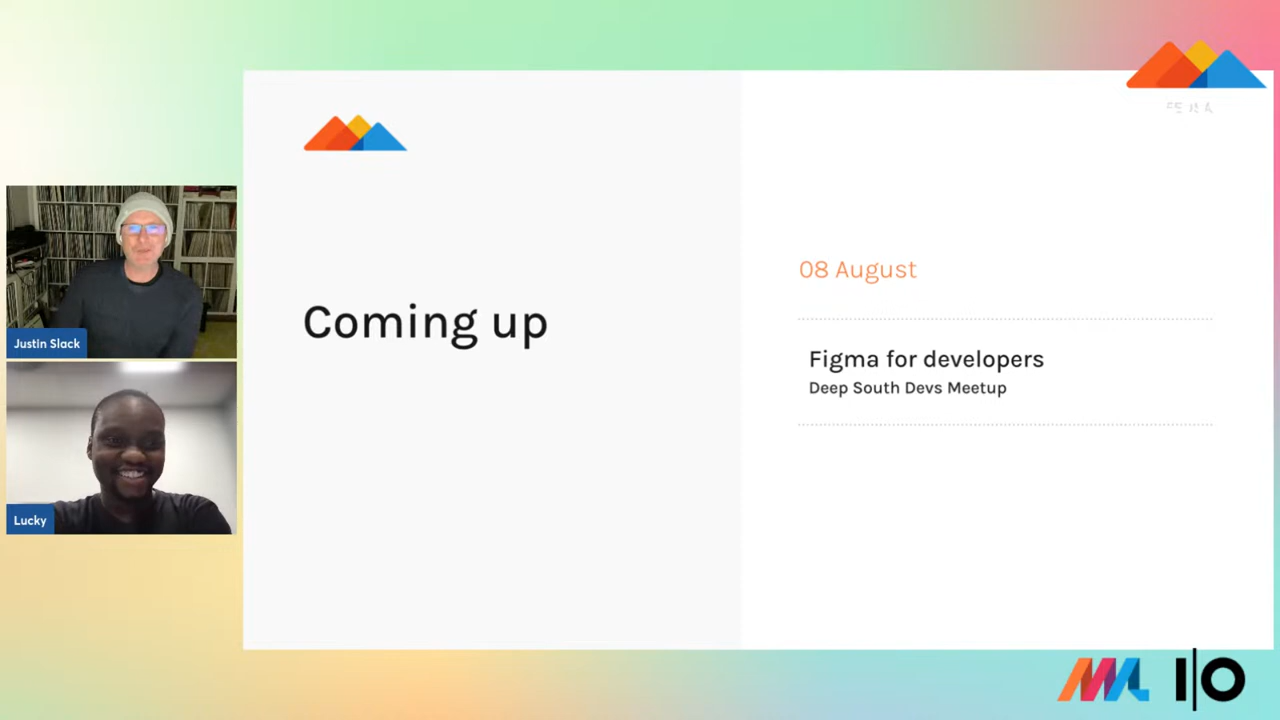 Coming up
08 August
Figma for developers
Deep South Devs Meetup
Justin Slack
Lucky
I|O